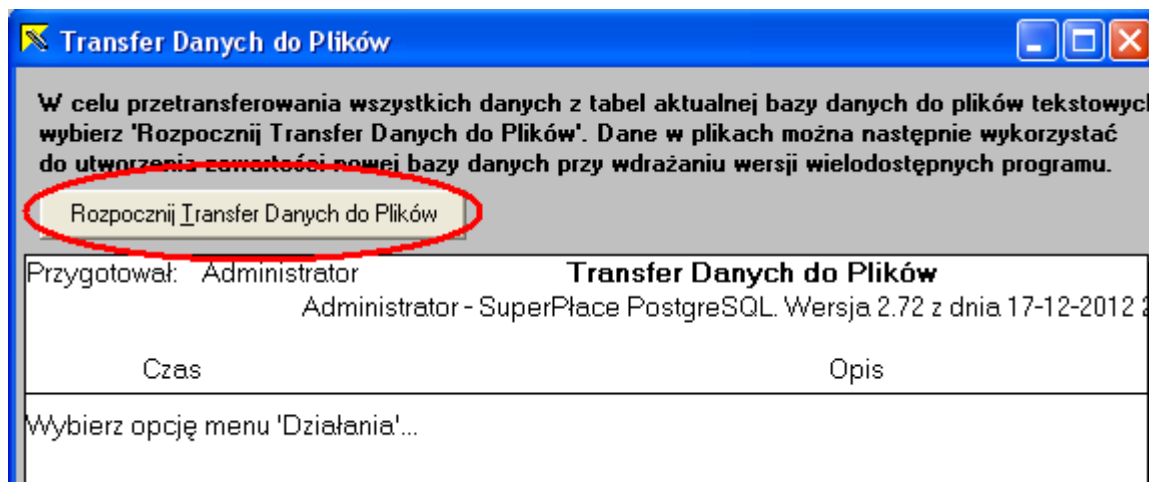 Transfer Danych do Plików
W celu przetransferowania wszystkich danych z tabel aktualnej bazy danych do plików tekstowych
wybierz 'Rozpocznij Transfer Danych do Plików'. Dane w plikach można następnie wykorzystać
do utworzenia zawartości nowej bazy danych przy wdrażaniu wersji wielodostępnych programu.
Rozpocznij Transfer Danych do Plików
Przygotował: Administrator Transfer Danych do Plików
Administrator - SuperPłace PostgreSQL. Wersja 2.72 z dnia 17-12-2012 2
Czas Opis
Wybierz opcję menu 'Działania'...